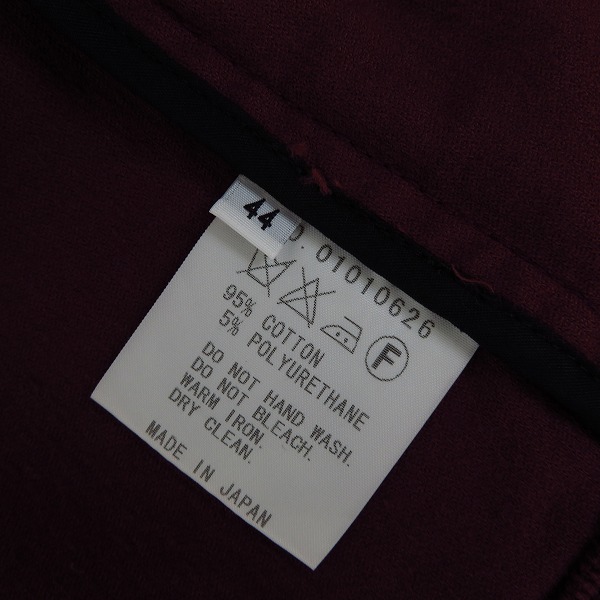 44
D. 01010626
F
95% COTTON
5% POLYURETHANE
DO NOT HAND WASH.
DO NOT BLEACH.
WARM IRON.
DRY CLEAN.
MADE IN JAPAN